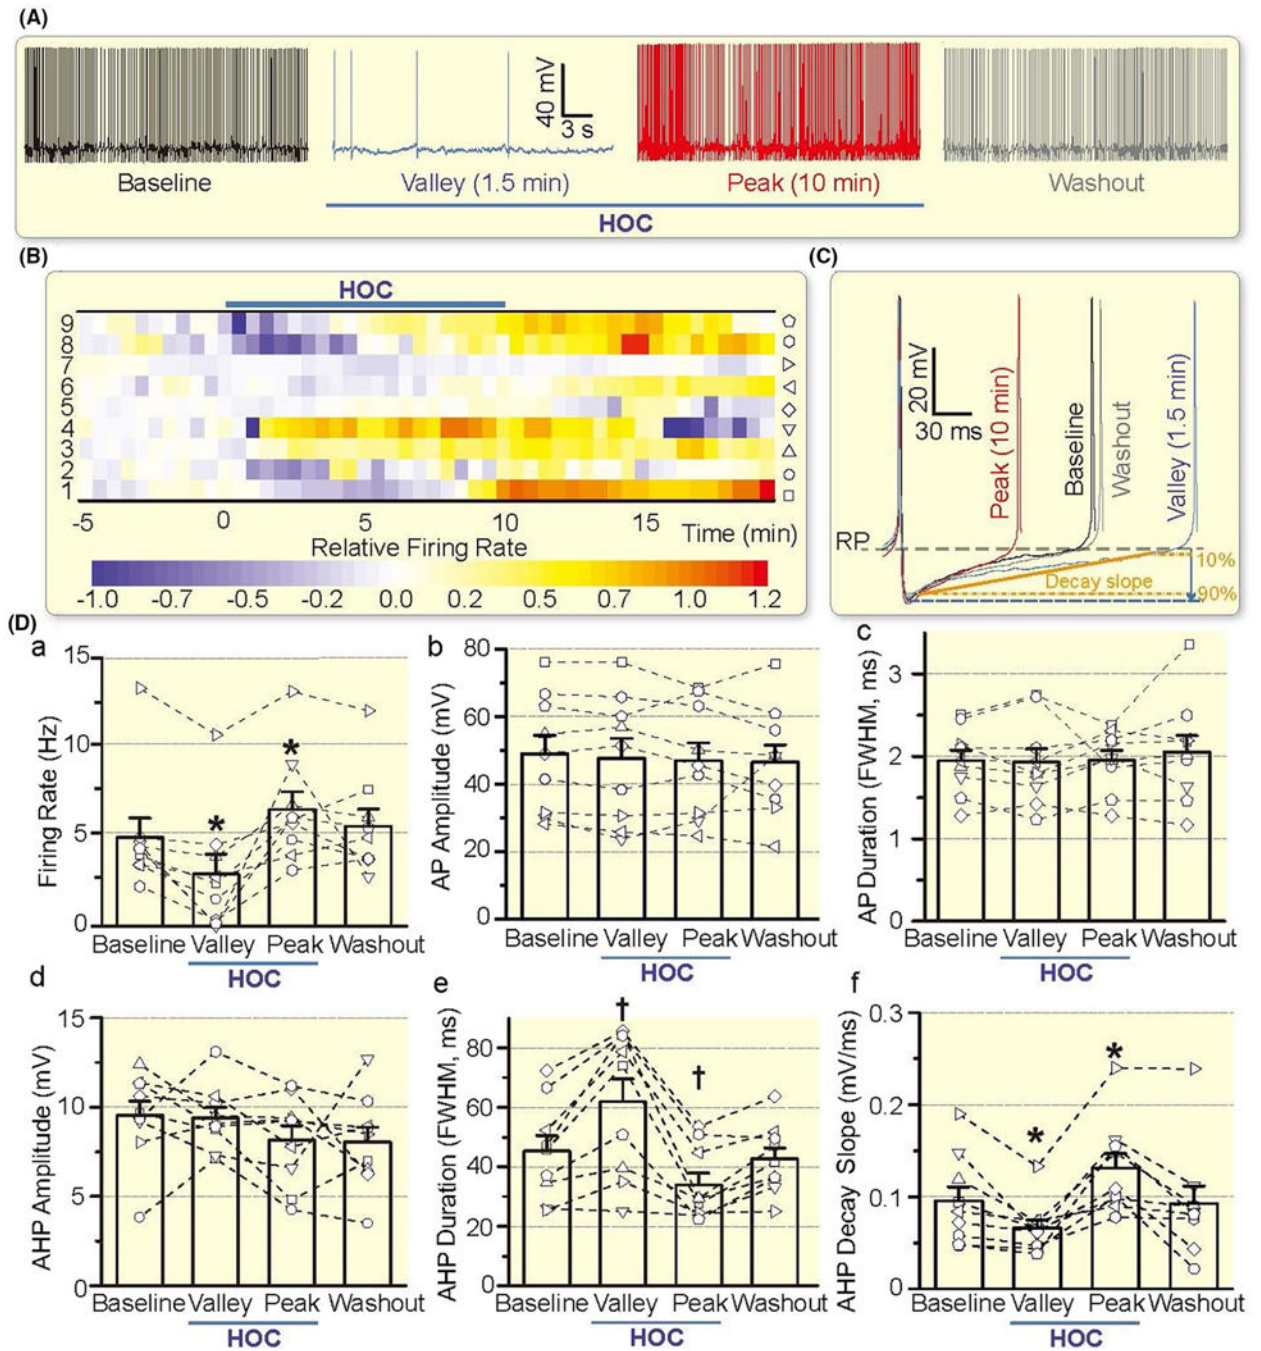 (A)
40 mV
3 s
Baseline
Valley (1.5 min)
Peak (10 min)
Washout
HOC
(B)
HOC
9
8
7
6
5
4
3
2
1
-5 0 5 10 15 Time (min)
Relative Firing Rate
-1.0 -0.7 -0.5 -0.2 0.0 0.2 0.5 0.7 1.0 1.2
(C)
20 mV
30 ms
Peak (10 min)
Baseline
Washout
Valley (1.5 min)
RP
10%
Decay slope
90%
(D)
a
Firing Rate (Hz)
15
10
5
0
*
*
Baseline Valley Peak Washout
HOC
b
AP Amplitude (mV)
80
60
40
20
0
Baseline Valley Peak Washout
HOC
c
AP Duration (FWHM, ms)
3
2
1
0
Baseline Valley Peak Washout
HOC
d
AHP Amplitude (mV)
15
10
5
0
Baseline Valley Peak Washout
HOC
e
AHP Duration (FWHM, ms)
80
60
40
20
0
†
†
Baseline Valley Peak Washout
HOC
f
AHP Decay Slope (mV/ms)
0.3
0.2
0.1
0
*
*
Baseline Valley Peak Washout
HOC